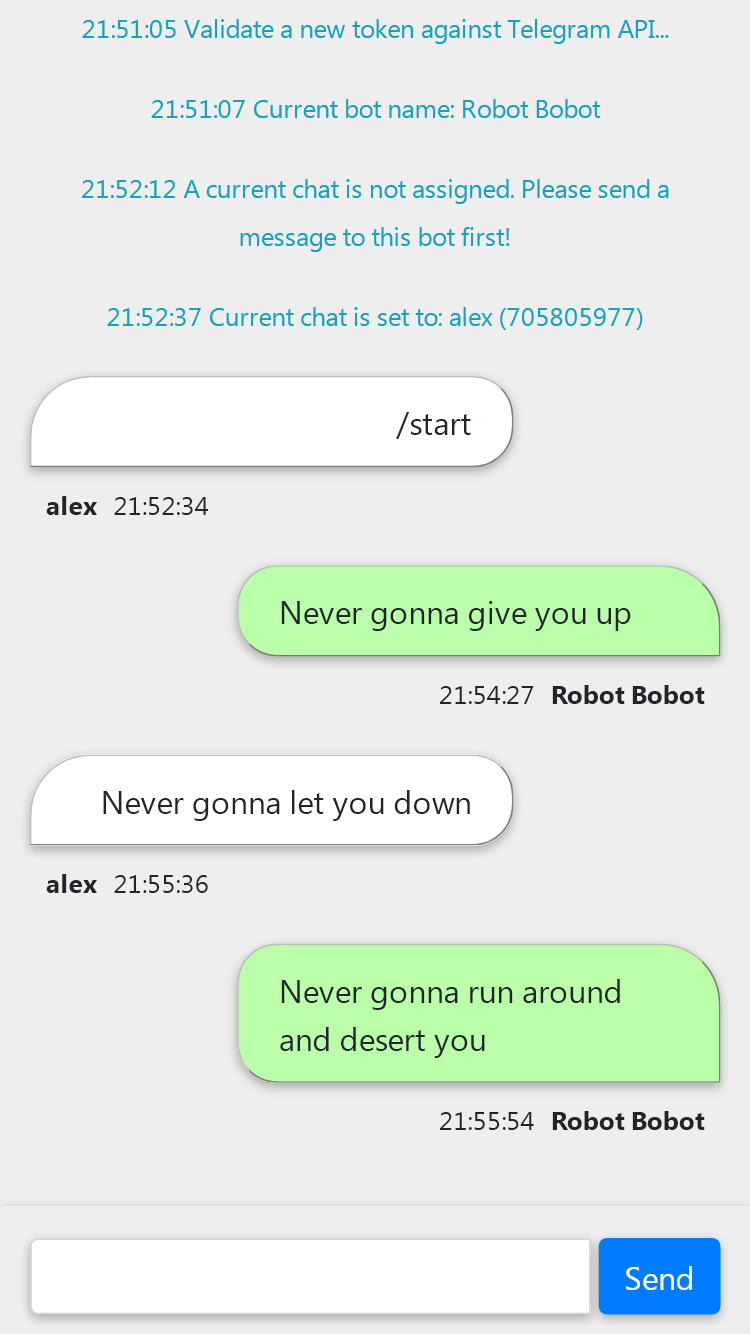 21:51:05 Validate a new token against Telegram API...
21:51:07 Current bot name: Robot Bobot
21:52:12 A current chat is not assigned. Please send a
message to this bot first!
21:52:37 Current chat is set to: alex (705805977)
/start
alex 21:52:34
Never gonna give you up
21:54:27 Robot Bobot
Never gonna let you down
alex 21:55:36
Never gonna run around
and desert you
21:55:54 Robot Bobot
Send